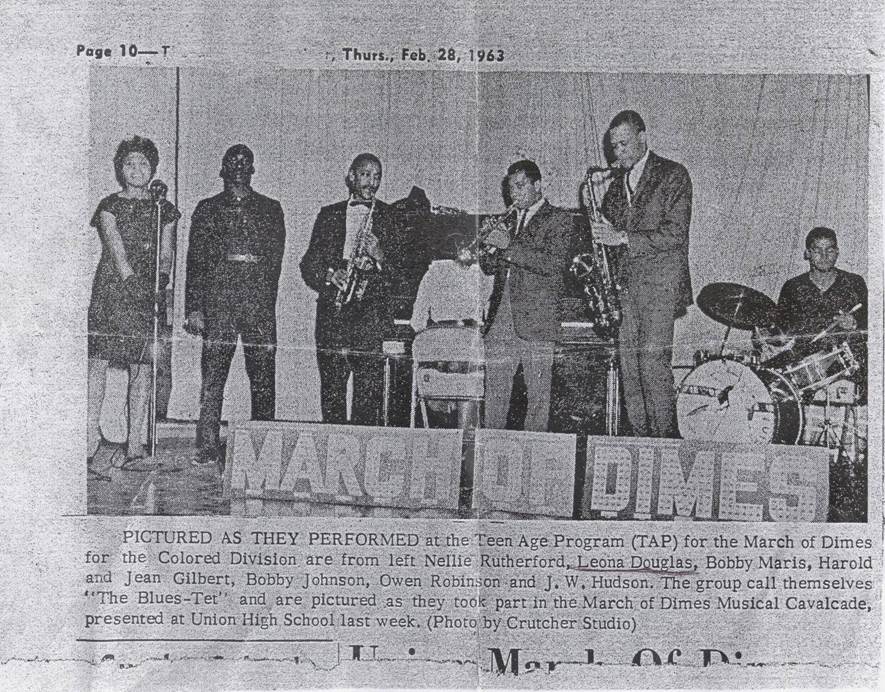 Page 10—T , Thurs., Feb. 28, 1963
MARCH OF DIMES
PICTURED AS THEY PERFORMED at the Teen Age Program (TAP) for the March of Dimes
for the Colored Division are from left Nellie Rutherford, Leona Douglas, Bobby Maris, Harold
and Jean Gilbert, Bobby Johnson, Owen Robinson and J. W. Hudson. The group call themselves
"The Blues-Tet" and are pictured as they took part in the March of Dimes Musical Cavalcade,
presented at Union High School last week. (Photo by Crutcher Studio)
Mar Of Dim